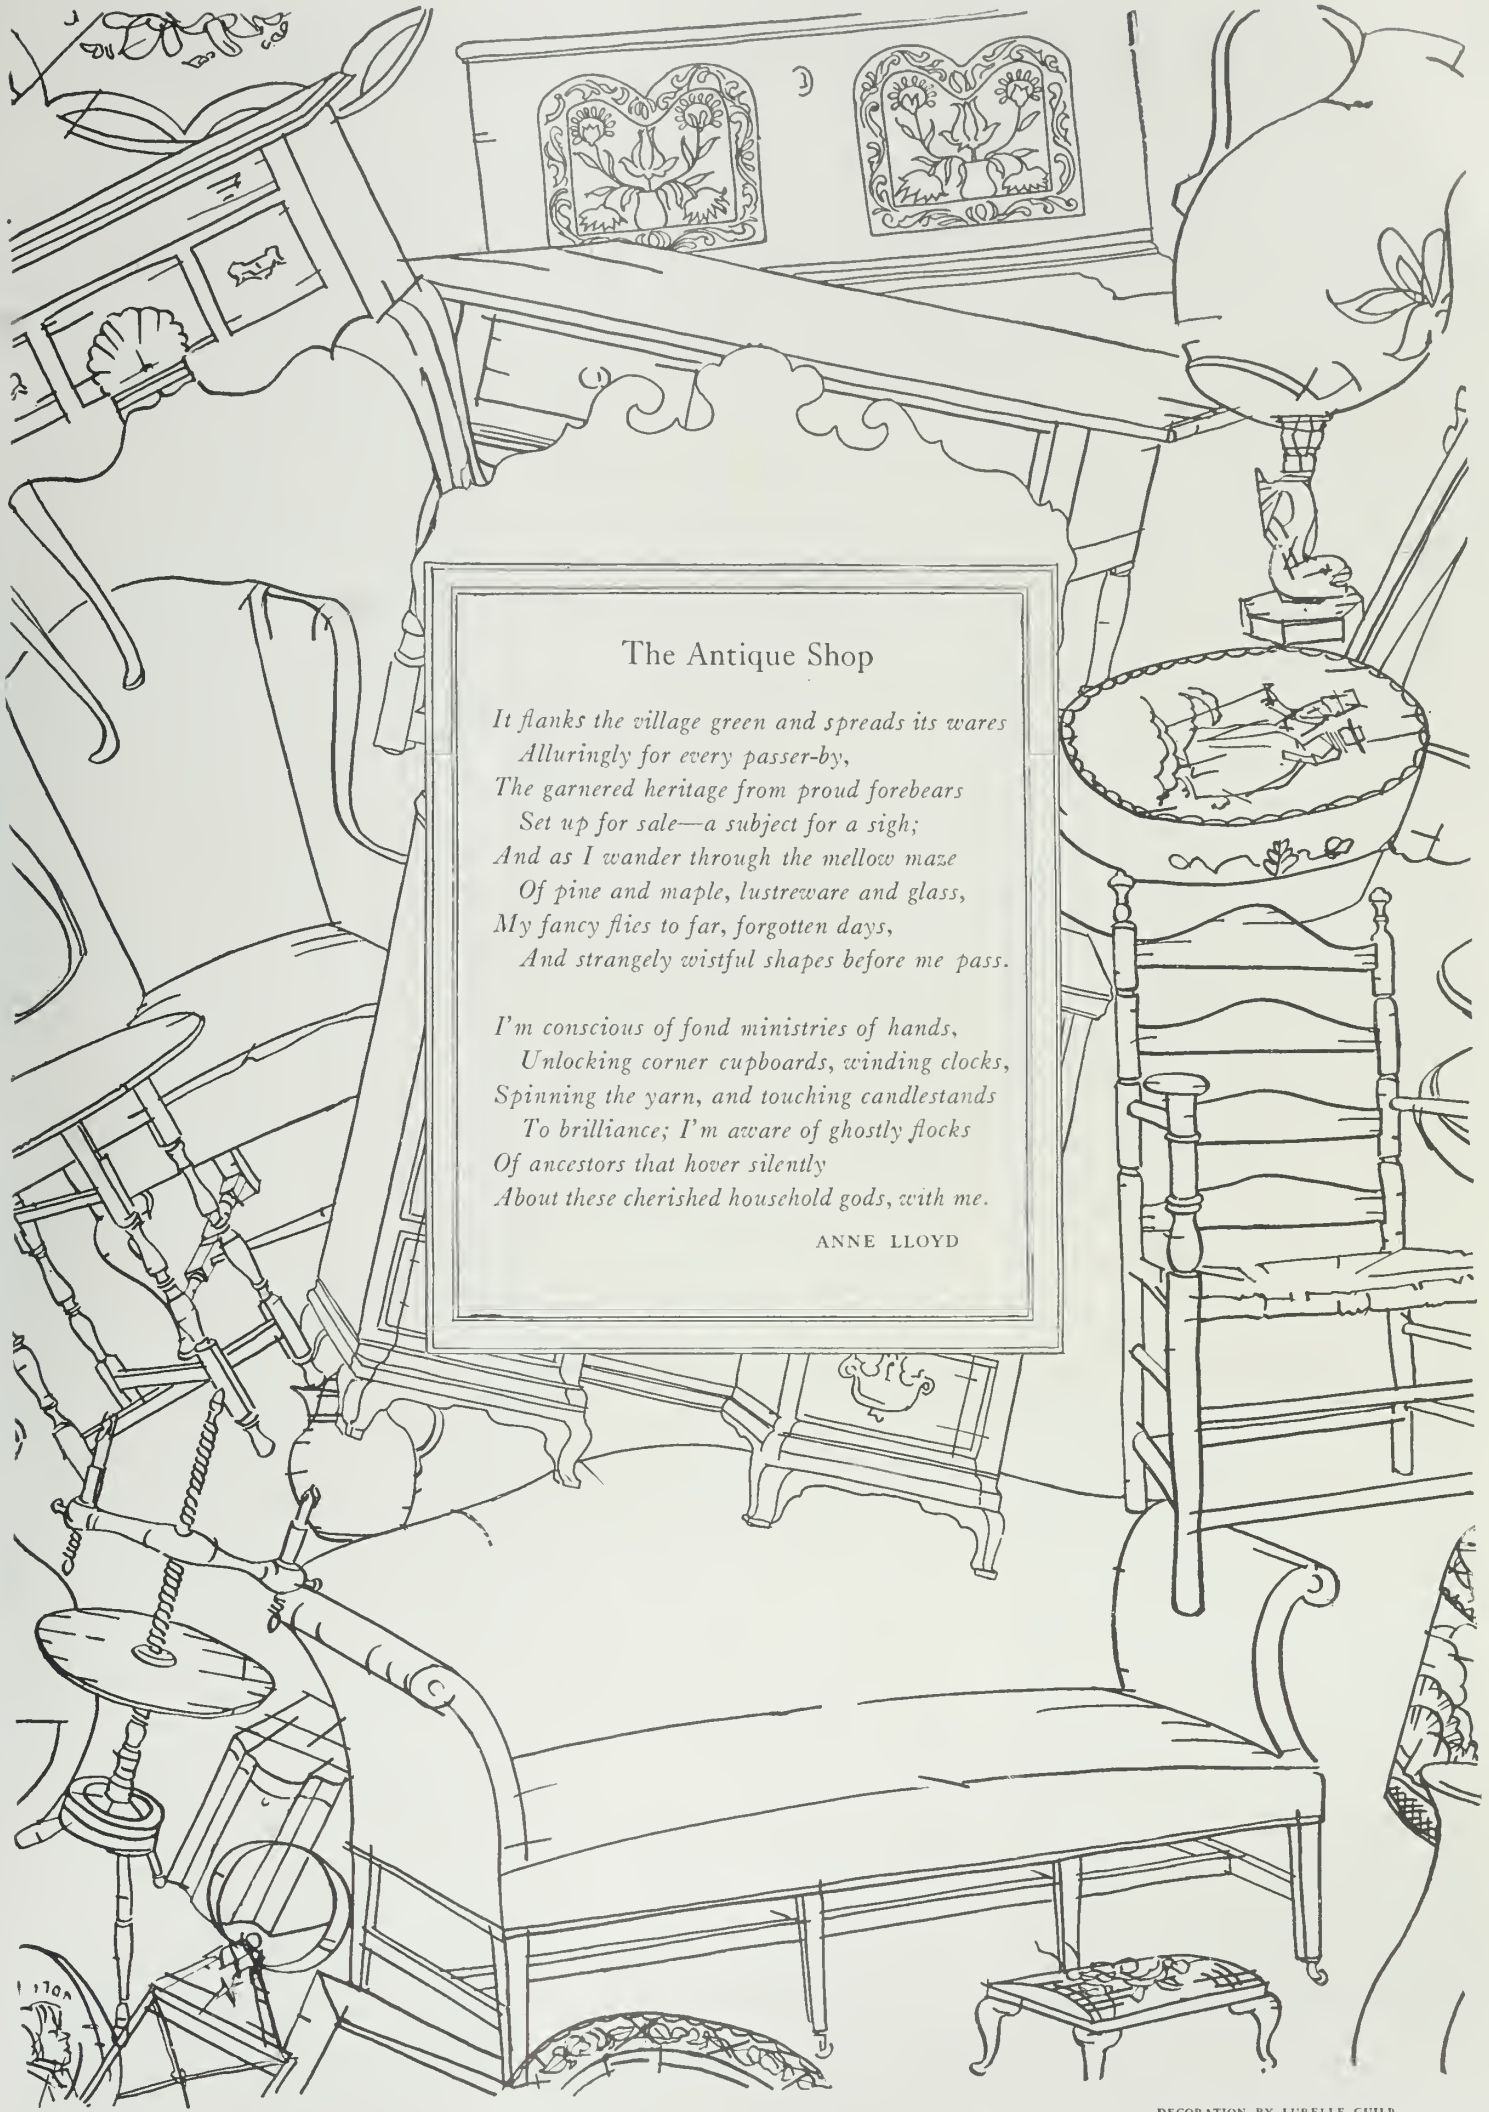 The Antique Shop
It flanks the village green and spreads its wares
Alluringly for every passer-by,
The garnered heritage from proud forebears
Set up for sale—a subject for a sigh;
And as I wander through the mellow maze
Of pine and maple, lustreware and glass,
My fancy flies to far, forgotten days,
And strangely wistful shapes before me pass.
I'm conscious of fond ministries of hands,
Unlocking corner cupboards, winding clocks,
Spinning the yarn, and touching candlestands
To brilliance; I'm aware of ghostly flocks
Of ancestors that hover silently
About these cherished household gods, with me.
ANNE LLOYD
DECORATION BY LURELLE GUILD